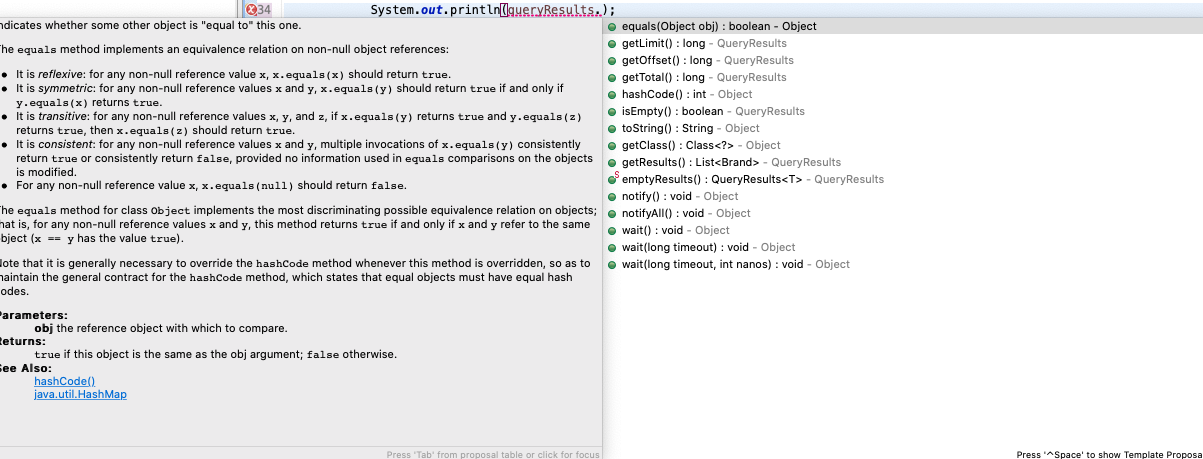 34 System.out.println(queryResults.);
ndicates whether some other object is "equal to" this one.
he equals method implements an equivalence relation on non-null object references:
• It is reflexive: for any non-null reference value x, x.equals(x) should return true.
• It is symmetric: for any non-null reference values x and y, x.equals(y) should return true if and only if
y.equals(x) returns true.
• It is transitive: for any non-null reference values x, y, and z, if x.equals(y) returns true and y.equals(z)
returns true, then x.equals(z) should return true.
• It is consistent: for any non-null reference values x and y, multiple invocations of x.equals(y) consistently
return true or consistently return false, provided no information used in equals comparisons on the objects
is modified.
• For any non-null reference value x, x.equals(null) should return false.
he equals method for class Object implements the most discriminating possible equivalence relation on objects;
hat is, for any non-null reference values x and y, this method returns true if and only if x and y refer to the same
bject (x == y has the value true).
Note that it is generally necessary to override the hashCode method whenever this method is overridden, so as to
maintain the general contract for the hashCode method, which states that equal objects must have equal hash
odes.
Parameters:
obj the reference object with which to compare.
Returns:
true if this object is the same as the obj argument; false otherwise.
See Also:
hashCode()
java.util.HashMap
Press 'Tab' from proposal table or click for focus
equals(Object obj) : boolean - Object
getLimit() : long - QueryResults
getOffset() : long - QueryResults
getTotal() : long - QueryResults
hashCode() : int - Object
isEmpty() : boolean - QueryResults
toString() : String - Object
getClass() : Class<?> - Object
getResults() : List<Brand> - QueryResults
S emptyResults() : QueryResults<T> - QueryResults
notify() : void - Object
notifyAll() : void - Object
wait() : void - Object
wait(long timeout) : void - Object
wait(long timeout, int nanos) : void - Object
Press '^Space' to show Template Proposa